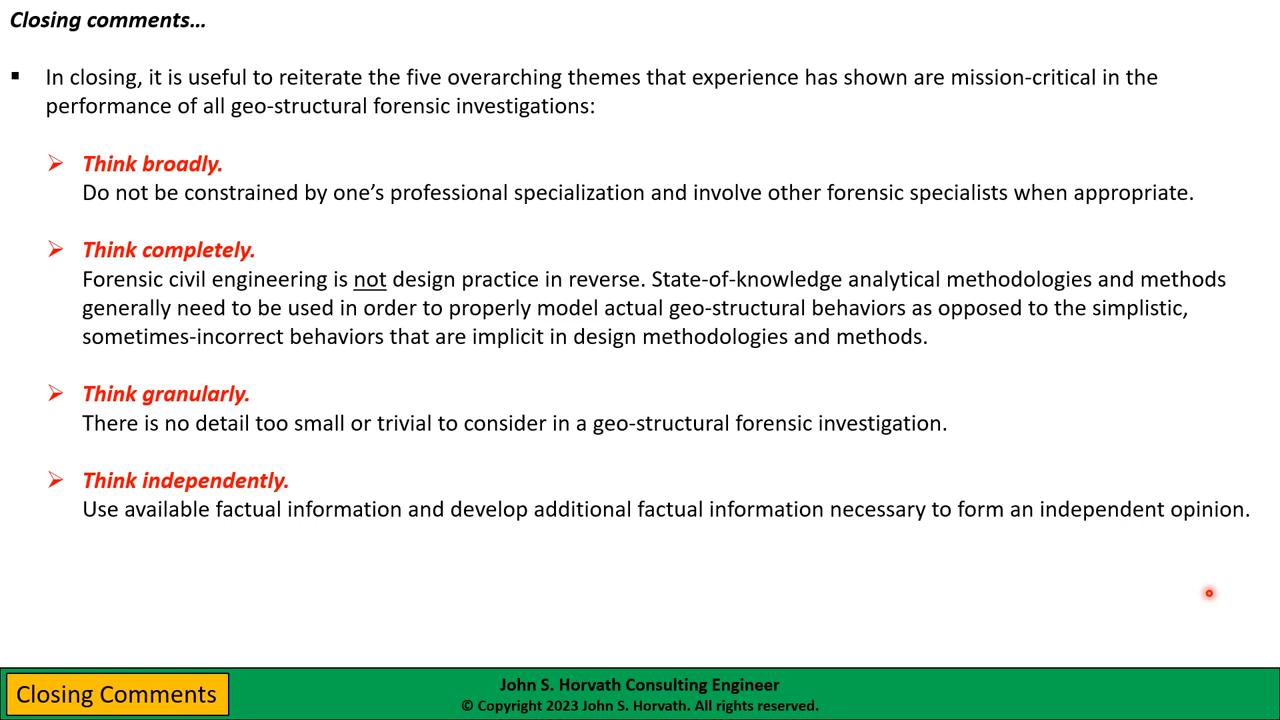 Closing comments…
▪ In closing, it is useful to reiterate the five overarching themes that experience has shown are mission-critical in the
performance of all geo-structural forensic investigations:
➢ Think broadly.
Do not be constrained by one’s professional specialization and involve other forensic specialists when appropriate.
➢ Think completely.
Forensic civil engineering is not design practice in reverse. State-of-knowledge analytical methodologies and methods
generally need to be used in order to properly model actual geo-structural behaviors as opposed to the simplistic,
sometimes-incorrect behaviors that are implicit in design methodologies and methods.
➢ Think granularly.
There is no detail too small or trivial to consider in a geo-structural forensic investigation.
➢ Think independently.
Use available factual information and develop additional factual information necessary to form an independent opinion.
Closing Comments
John S. Horvath Consulting Engineer
© Copyright 2023 John S. Horvath. All rights reserved.